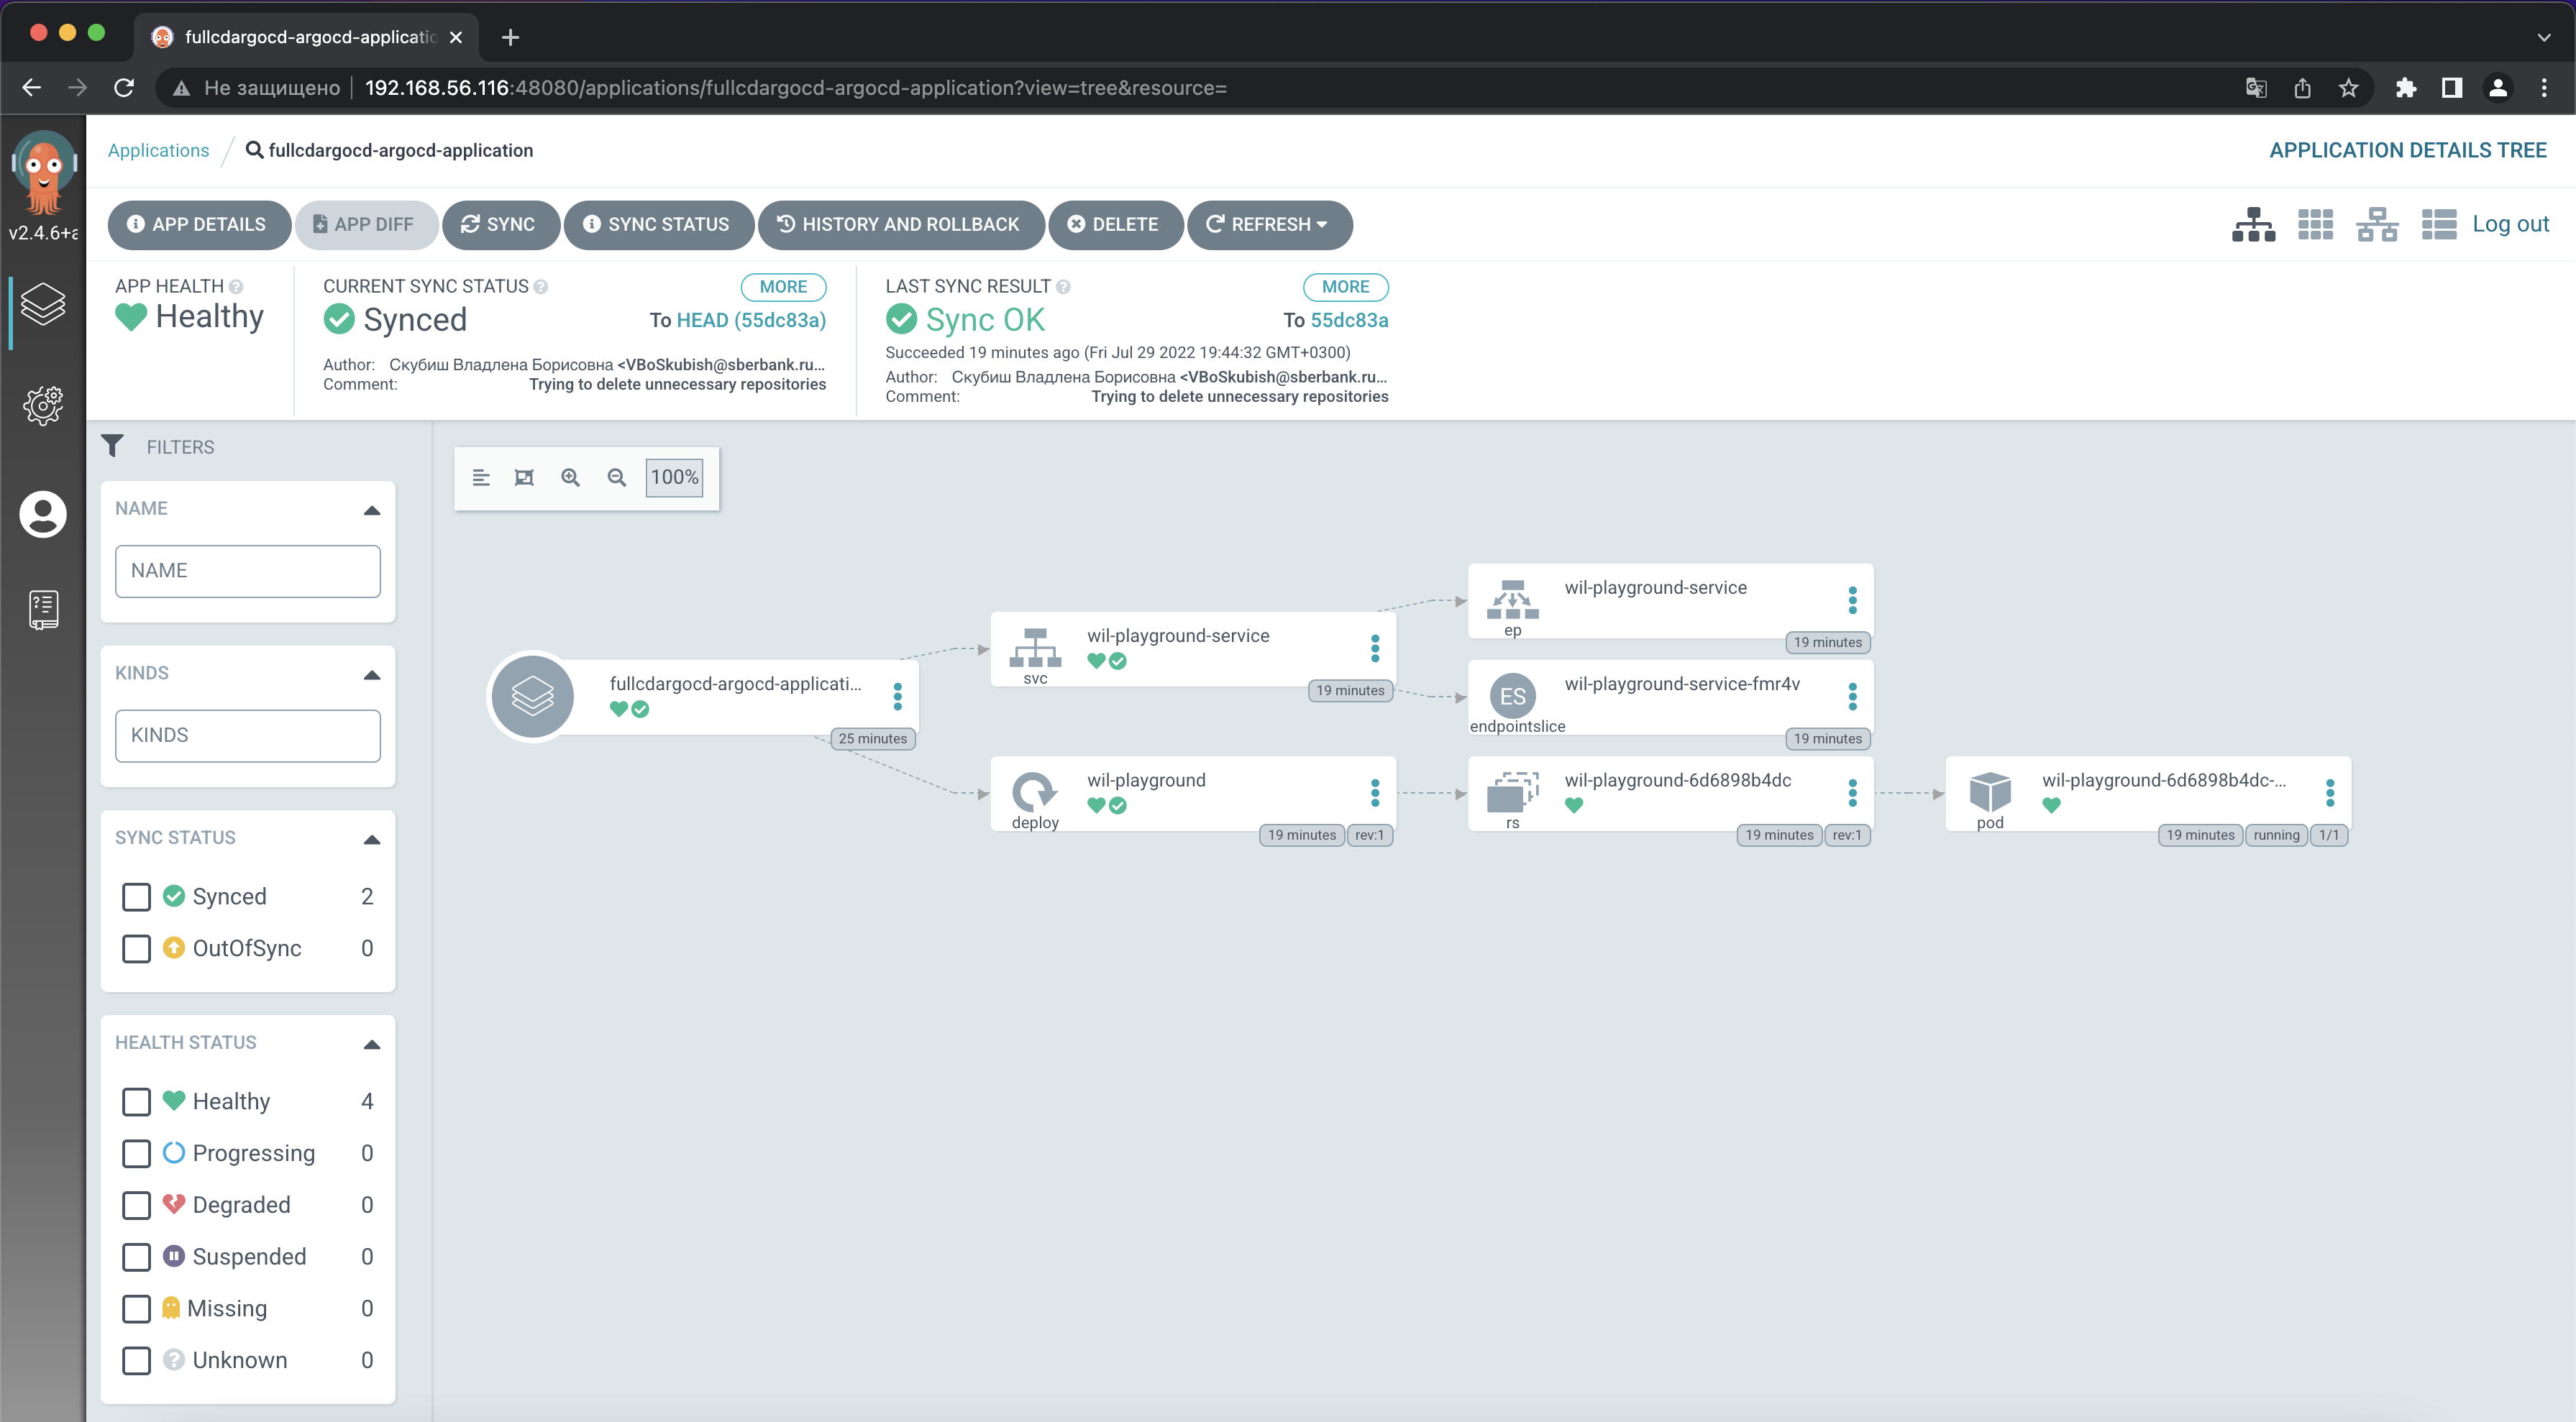 fullcdargocd-argocd-applicatio
Не защищено 192.168.56.116:48080/applications/fullcdargocd-argocd-application?view=tree&resource=
Applications / fullcdargocd-argocd-application
APPLICATION DETAILS TREE
v2.4.6+a
APP DETAILS
APP DIFF
SYNC
SYNC STATUS
HISTORY AND ROLLBACK
DELETE
REFRESH
Log out
APP HEALTH
Healthy
CURRENT SYNC STATUS
MORE
Synced
To HEAD (55dc83a)
Author: Скубиш Владлена Борисовна <VBoSkubish@sberbank.ru...
Comment: Trying to delete unnecessary repositories
LAST SYNC RESULT
MORE
Sync OK
To 55dc83a
Succeeded 19 minutes ago (Fri Jul 29 2022 19:44:32 GMT+0300)
Author: Скубиш Владлена Борисовна <VBoSkubish@sberbank.ru...
Comment: Trying to delete unnecessary repositories
FILTERS
NAME
NAME
KINDS
KINDS
SYNC STATUS
Synced 2
OutOfSync 0
HEALTH STATUS
Healthy 4
Progressing 0
Degraded 0
Suspended 0
Missing 0
Unknown 0
100%
fullcdargocd-argocd-applicati...
25 minutes
wil-playground-service
svc
19 minutes
wil-playground
deploy
19 minutes rev:1
wil-playground-service
ep
19 minutes
ES
wil-playground-service-fmr4v
endpointslice
19 minutes
wil-playground-6d6898b4dc
rs
19 minutes rev:1
wil-playground-6d6898b4dc-...
pod
19 minutes running 1/1